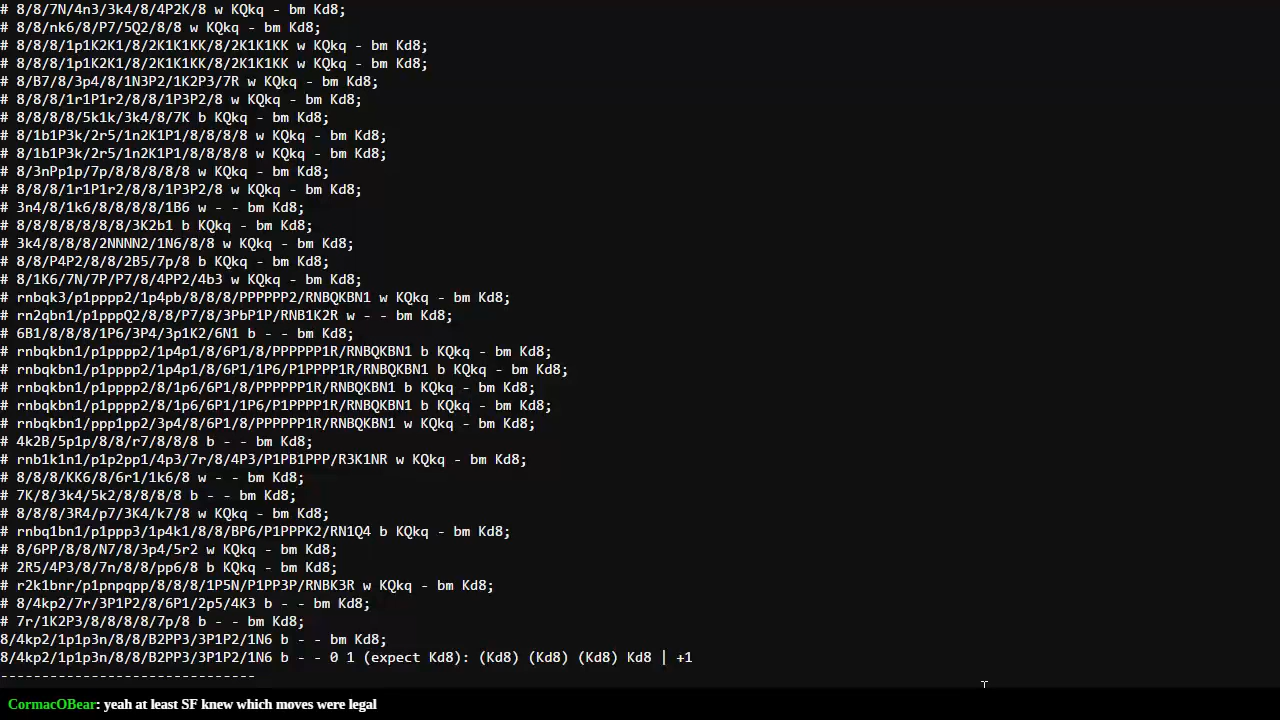 # 8/8/7N/4n3/3k4/8/4P2K/8 w KQkq - bm Kd8;
# 8/8/nk6/8/P7/5Q2/8/8 w KQkq - bm Kd8;
# 8/8/8/1p1K2K1/8/2K1K1KK/8/2K1K1KK w KQkq - bm Kd8;
# 8/8/8/1p1K2K1/8/2K1K1KK/8/2K1K1KK w KQkq - bm Kd8;
# 8/B7/8/3p4/8/1N3P2/1K2P3/7R w KQkq - bm Kd8;
# 8/8/8/1r1P1r2/8/8/1P3P2/8 w KQkq - bm Kd8;
# 8/8/8/8/5k1k/3k4/8/7K b KQkq - bm Kd8;
# 8/1b1P3k/2r5/1n2K1P1/8/8/8/8 w KQkq - bm Kd8;
# 8/1b1P3k/2r5/1n2K1P1/8/8/8/8 w KQkq - bm Kd8;
# 8/3nPp1p/7p/8/8/8/8/8 w KQkq - bm Kd8;
# 8/8/8/1r1P1r2/8/8/1P3P2/8 w KQkq - bm Kd8;
# 3n4/8/1k6/8/8/8/8/1B6 w - - bm Kd8;
# 8/8/8/8/8/8/8/3K2b1 b KQkq - bm Kd8;
# 3k4/8/8/8/2NNNN2/1N6/8/8 w KQkq - bm Kd8;
# 8/8/P4P2/8/8/2B5/7p/8 b KQkq - bm Kd8;
# 8/1K6/7N/7P/P7/8/4PP2/4b3 w KQkq - bm Kd8;
# rnbqk3/p1pppp2/1p4pb/8/8/8/PPPPPP2/RNBQKBN1 w KQkq - bm Kd8;
# rn2qbn1/p1pppQ2/8/8/P7/8/3PbP1P/RNB1K2R w - - bm Kd8;
# 6B1/8/8/8/1P6/3P4/3p1K2/6N1 b - - bm Kd8;
# rnbqkbn1/p1pppp2/1p4p1/8/6P1/8/PPPPPP1R/RNBQKBN1 b KQkq - bm Kd8;
# rnbqkbn1/p1pppp2/1p4p1/8/6P1/1P6/P1PPPP1R/RNBQKBN1 b KQkq - bm Kd8;
# rnbqkbn1/p1pppp2/8/1p6/6P1/8/PPPPPP1R/RNBQKBN1 b KQkq - bm Kd8;
# rnbqkbn1/p1pppp2/8/1p6/6P1/1P6/P1PPPP1R/RNBQKBN1 b KQkq - bm Kd8;
# rnbqkbn1/ppp1pp2/3p4/8/6P1/8/PPPPPP1R/RNBQKBN1 w KQkq - bm Kd8;
# 4k2B/5p1p/8/8/r7/8/8/8 b - - bm Kd8;
# rnb1k1n1/p1p2pp1/4p3/7r/8/4P3/P1PB1PPP/R3K1NR w KQkq - bm Kd8;
# 8/8/8/KK6/8/6r1/1k6/8 w - - bm Kd8;
# 7K/8/3k4/5k2/8/8/8/8 b - - bm Kd8;
# 8/8/8/3R4/p7/3K4/k7/8 w KQkq - bm Kd8;
# rnbq1bn1/p1ppp3/1p4k1/8/8/BP6/P1PPPK2/RN1Q4 b KQkq - bm Kd8;
# 8/6PP/8/8/N7/8/3p4/5r2 w KQkq - bm Kd8;
# 2R5/4P3/8/7n/8/8/pp6/8 b KQkq - bm Kd8;
# r2k1bnr/p1pnpqpp/8/8/8/1P5N/P1PP3P/RNBK3R w KQkq - bm Kd8;
# 8/4kp2/7r/3P1P2/8/6P1/2p5/4K3 b - - bm Kd8;
# 7r/1K2P3/8/8/8/8/7p/8 b - - bm Kd8;
8/4kp2/1p1p3n/8/8/B2PP3/3P1P2/1N6 b - - bm Kd8;
8/4kp2/1p1p3n/8/8/B2PP3/3P1P2/1N6 b - - 0 1 (expect Kd8): (Kd8) (Kd8) (Kd8) Kd8 | +1
-------------------------------
CormacOBear: yeah at least SF knew which moves were legal